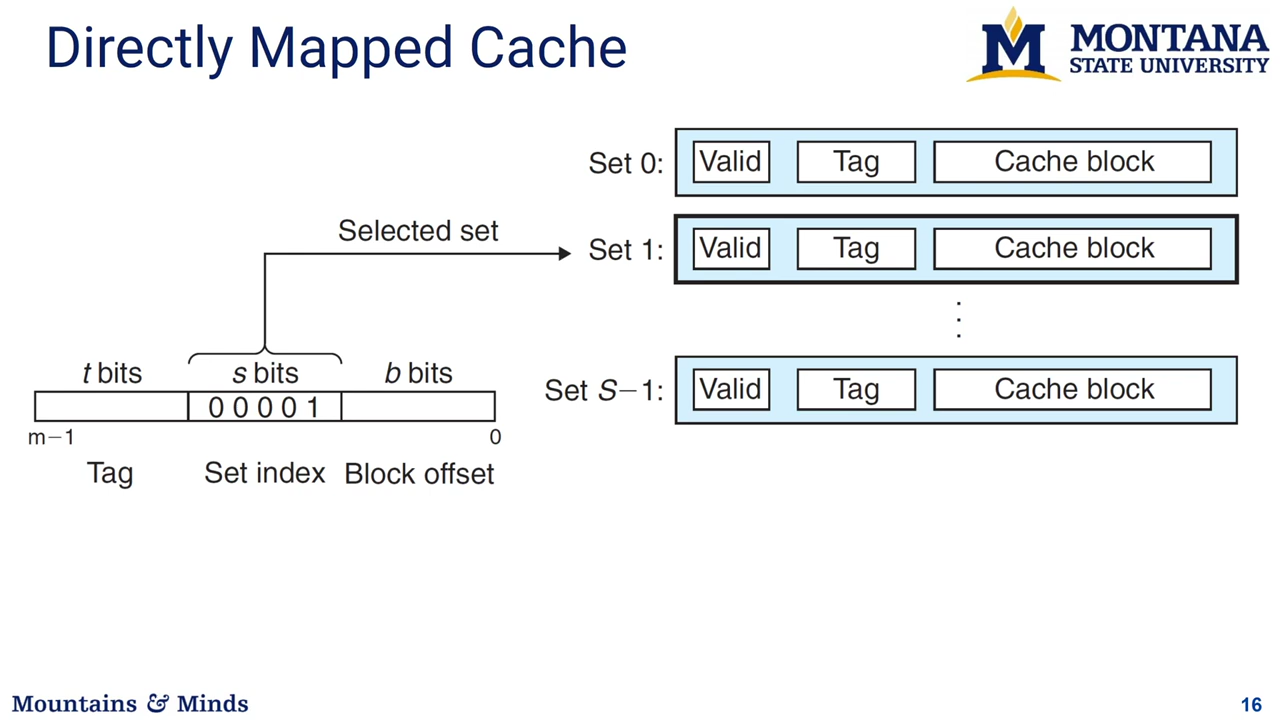 Directly Mapped Cache
MONTANA
STATE UNIVERSITY
Set 0: Valid Tag Cache block
Selected set
Set 1: Valid Tag Cache block
t bits s bits b bits
0 0 0 0 1
Set S−1: Valid Tag Cache block
m−1 0
Tag Set index Block offset
Mountains & Minds
16